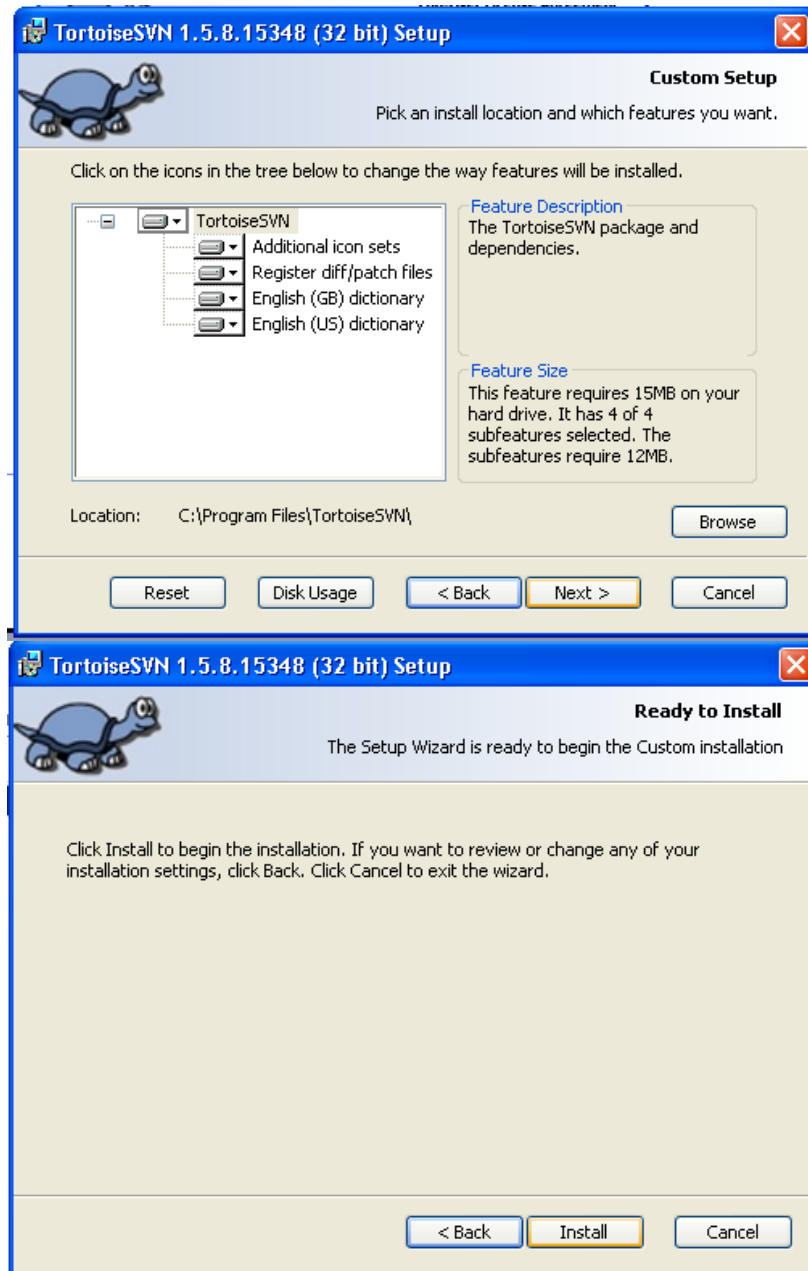 TortoiseSVN 1.5.8.15348 (32 bit) Setup
Custom Setup
Pick an install location and which features you want.
Click on the icons in the tree below to change the way features will be installed.
TortoiseSVN
Additional icon sets
Register diff/patch files
English (GB) dictionary
English (US) dictionary
Feature Description
The TortoiseSVN package and
dependencies.
Feature Size
This feature requires 15MB on your
hard drive. It has 4 of 4
subfeatures selected. The
subfeatures require 12MB.
Location: C:\Program Files\TortoiseSVN\
Browse
Reset
Disk Usage
< Back
Next >
Cancel
TortoiseSVN 1.5.8.15348 (32 bit) Setup
Ready to Install
The Setup Wizard is ready to begin the Custom installation
Click Install to begin the installation. If you want to review or change any of your
installation settings, click Back. Click Cancel to exit the wizard.
< Back
Install
Cancel